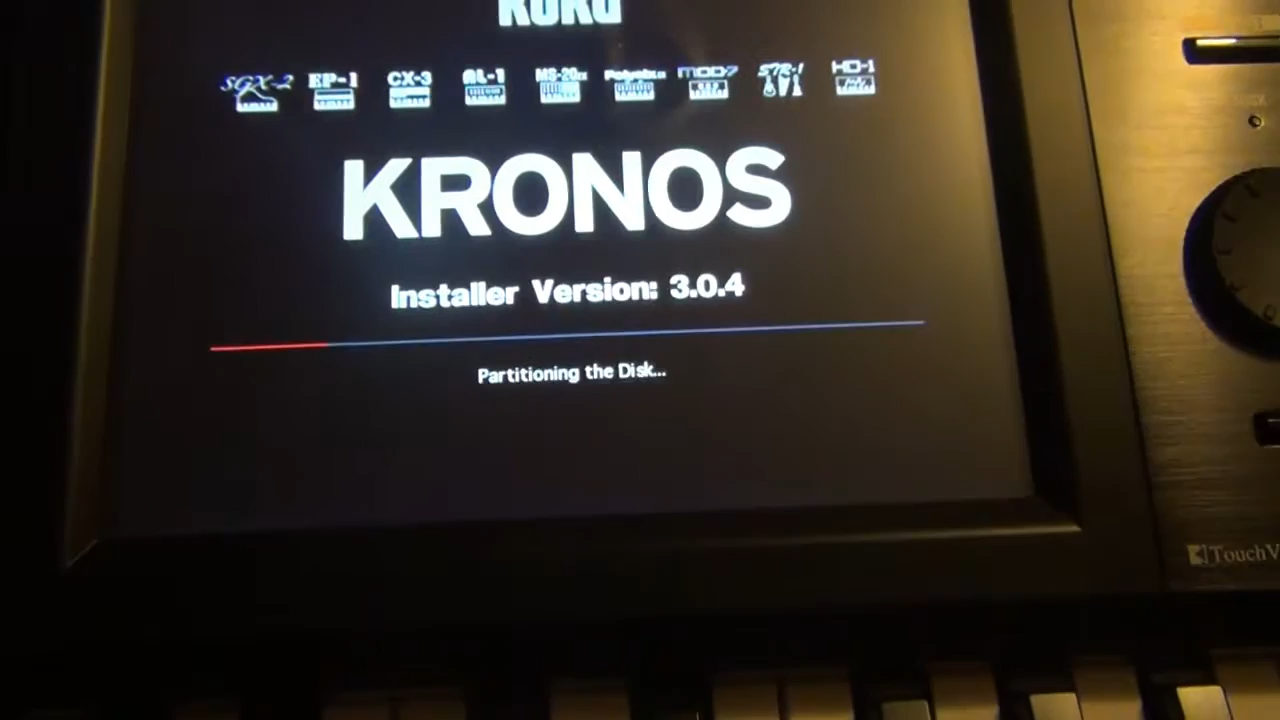 KORG
SGX-2 EP-1 CX-3 AL-1 MS-20EX PolysixEX MOD-7 STR-1 HD-1
KRONOS
Installer Version: 3.0.4
Partitioning the Disk...
TouchV